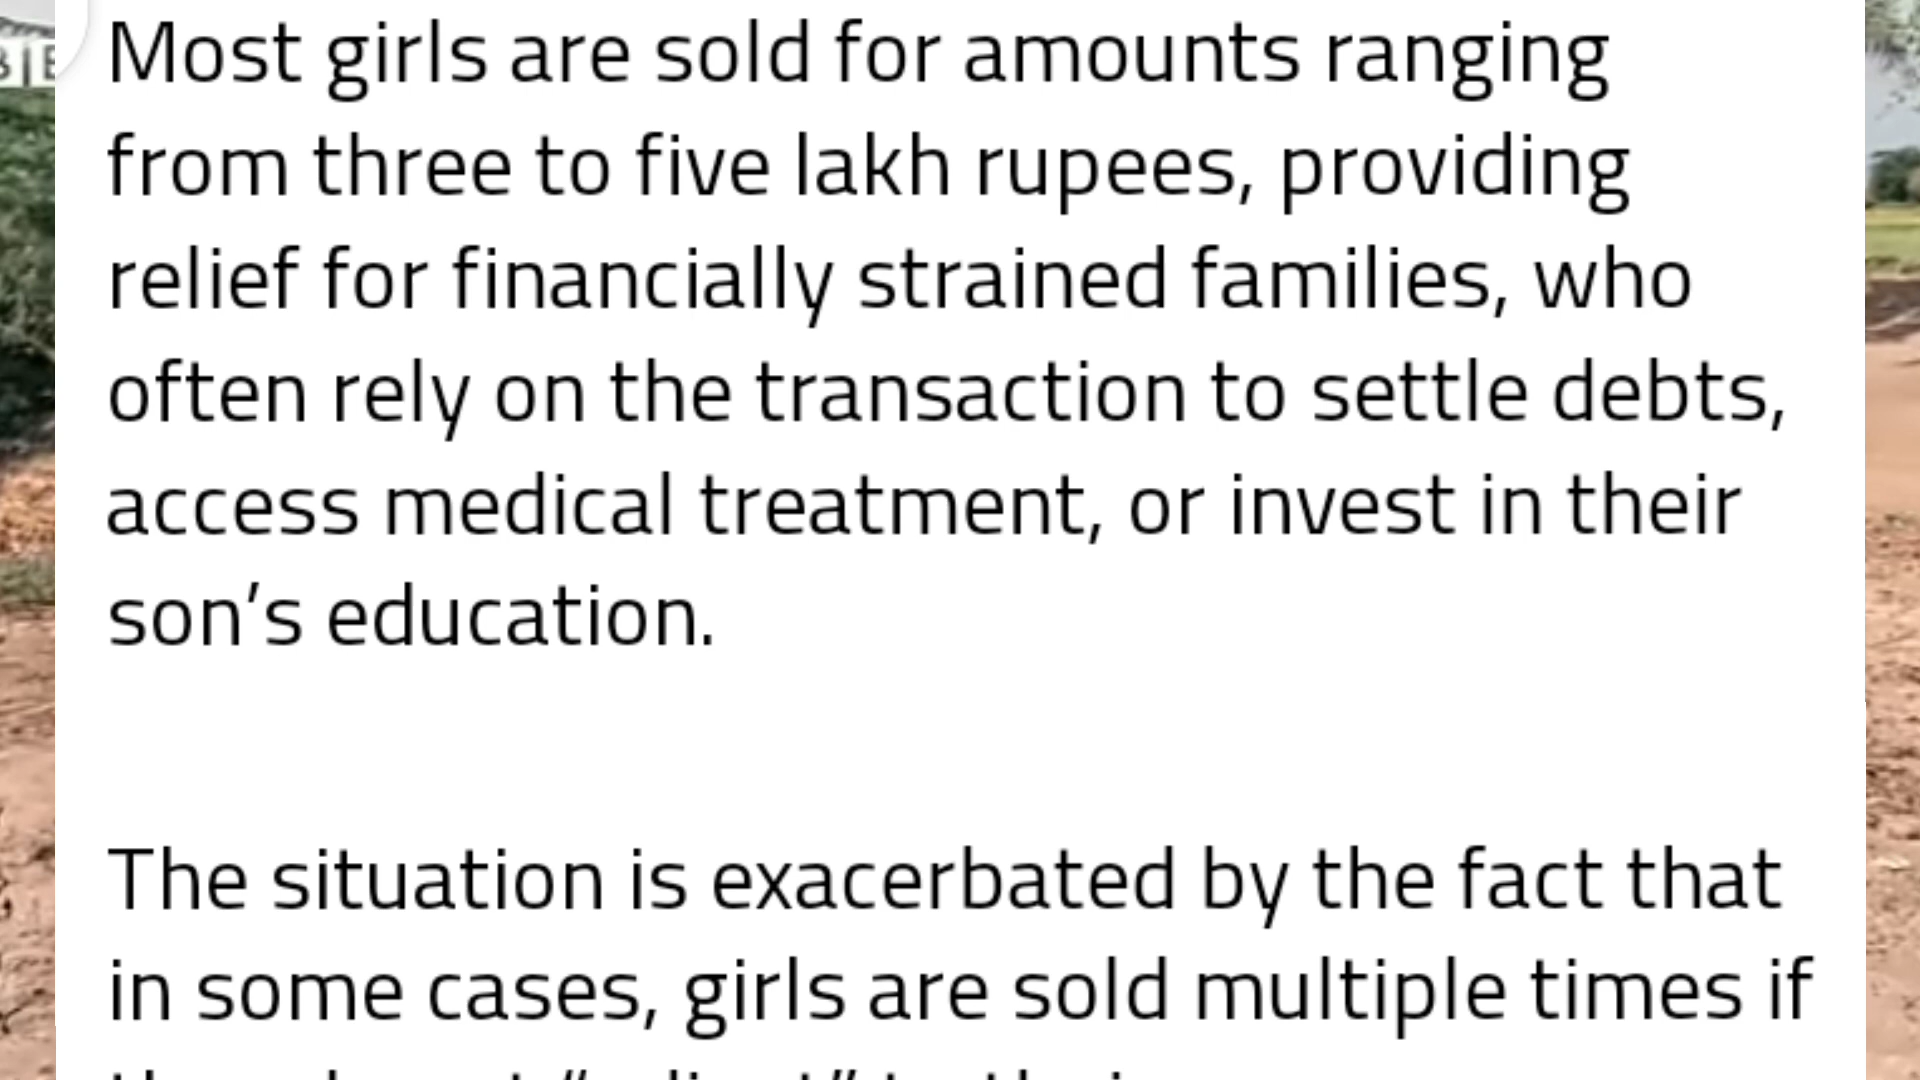 Most girls are sold for amounts ranging
from three to five lakh rupees, providing
relief for financially strained families, who
often rely on the transaction to settle debts,
access medical treatment, or invest in their
son’s education.
The situation is exacerbated by the fact that
in some cases, girls are sold multiple times if